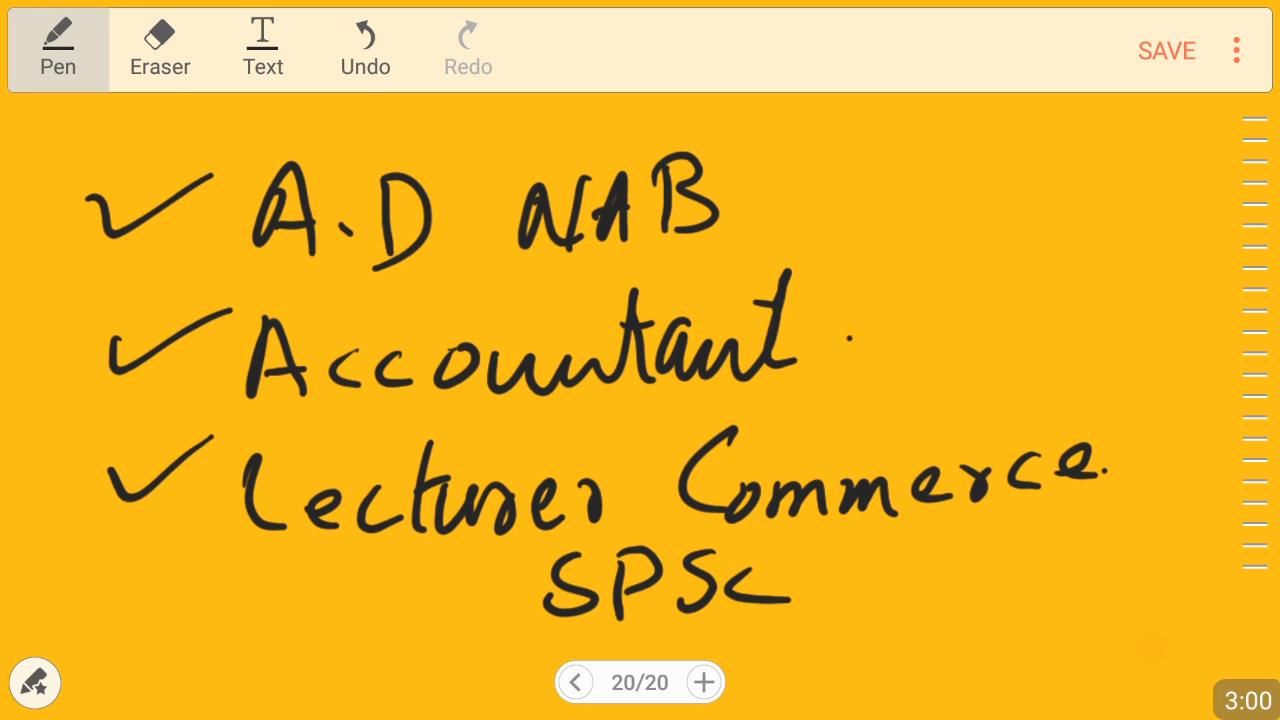 Pen Eraser Text Undo Redo SAVE
A.D NAB
Accountant
Lecturer Commerce.
SPSC
20/20
3:00